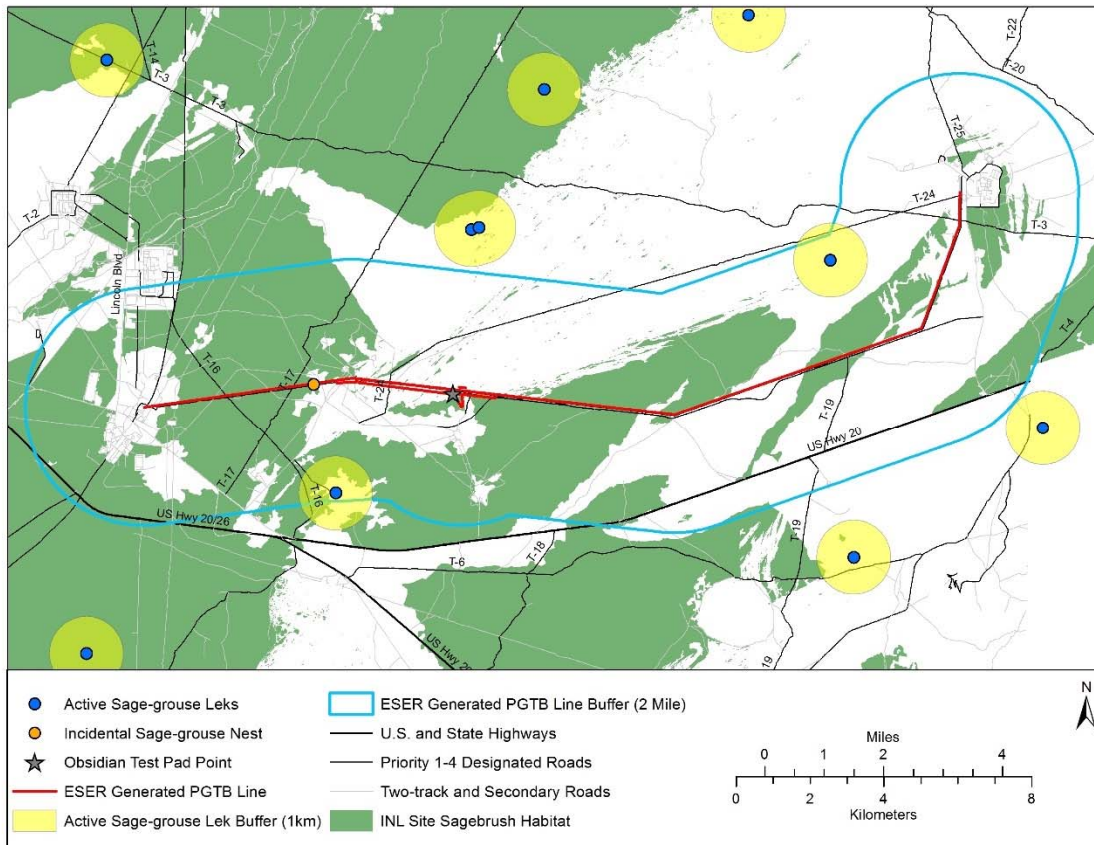 T-22
T-20
T-14
T-3
T-3
T-25
T-2
T-24
T-3
Lincoln Blvd
T-4
T-16
T-17
T-19
US Hwy 20
T-17
T-16
US Hwy 20/26
T-18
T-19
T-6
US Hwy
19
Active Sage-grouse Leks
Incidental Sage-grouse Nest
Obsidian Test Pad Point
ESER Generated PGTB Line
Active Sage-grouse Lek Buffer (1km)
ESER Generated PGTB Line Buffer (2 Mile)
U.S. and State Highways
Priority 1-4 Designated Roads
Two-track and Secondary Roads
INL Site Sagebrush Habitat
N
Miles
0 1 2 4
0 2 4 8
Kilometers